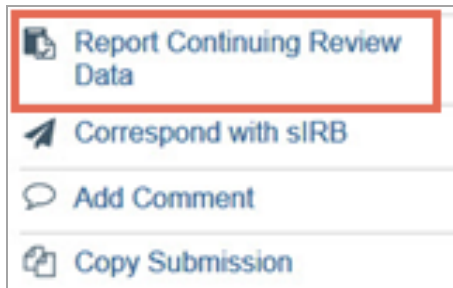 Report Continuing Review
Data
Correspond with sIRB
Add Comment
Copy Submission